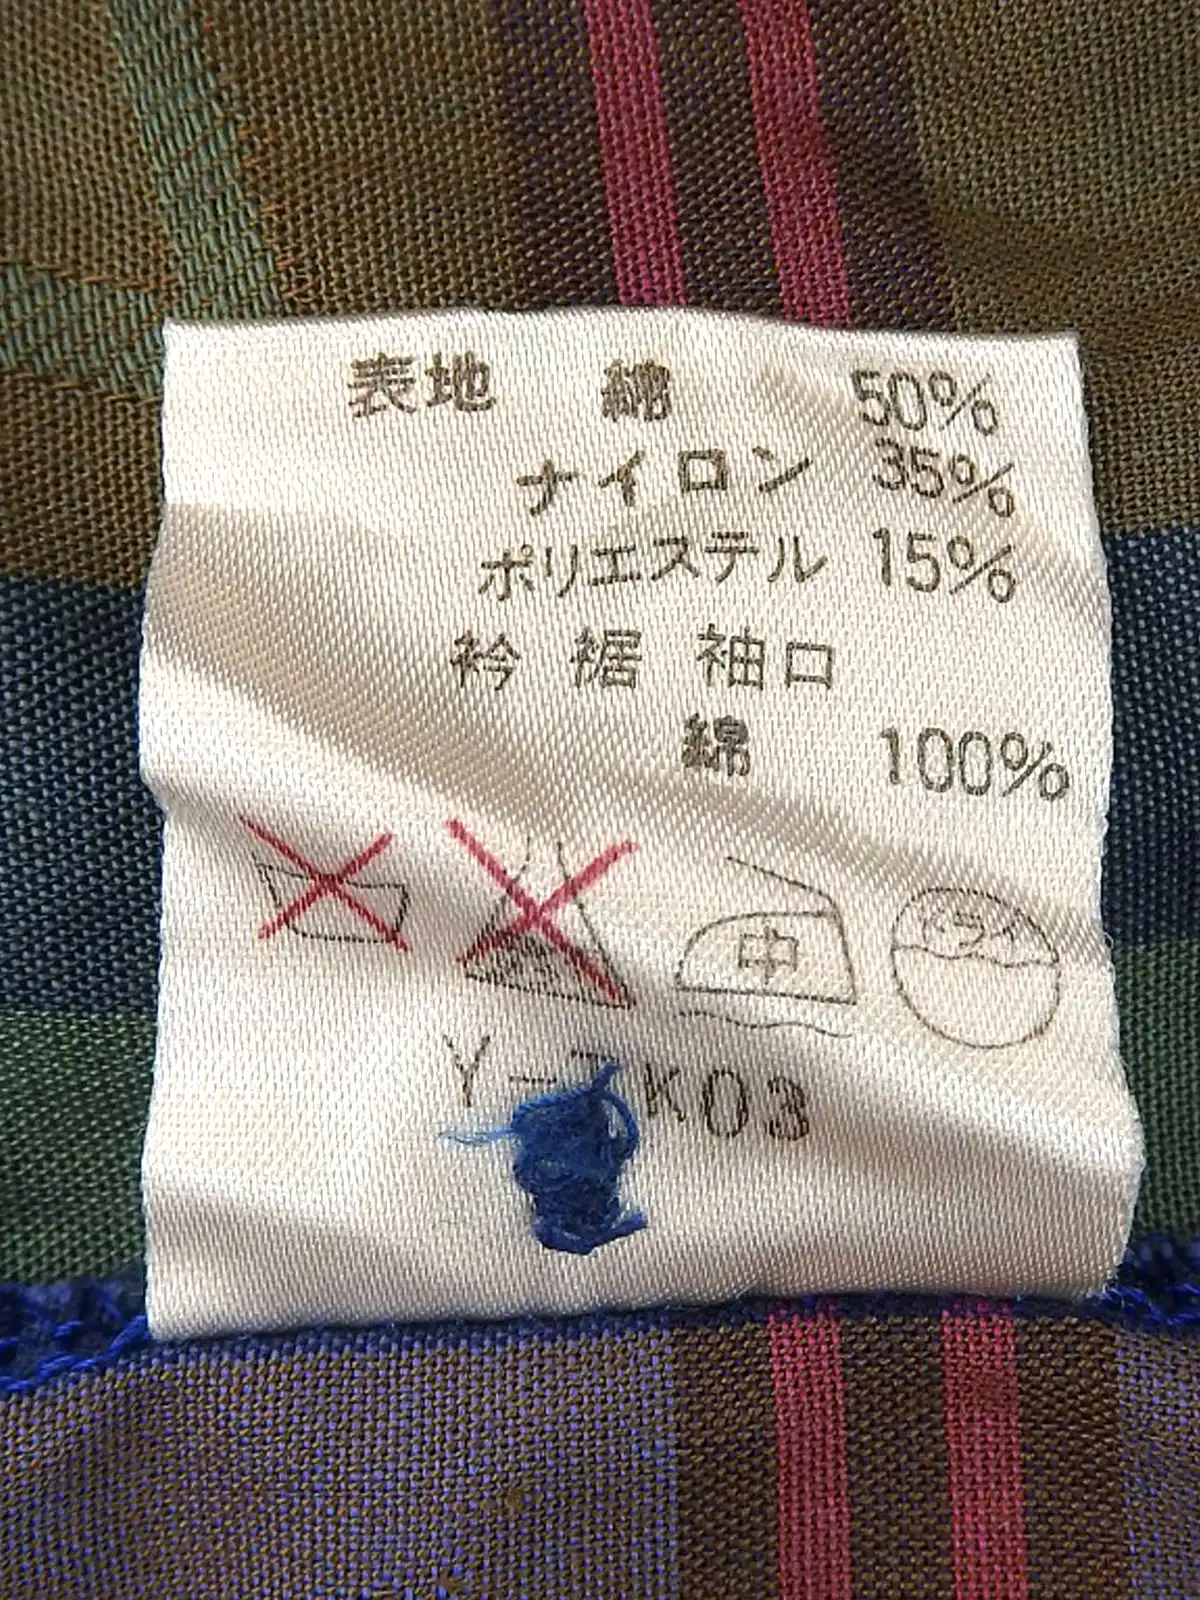 表地 綿 50%
ナイロン 35%
ポリエステル 15%
衿 裾 袖口
綿 100%
中 ドライ
Y- K03